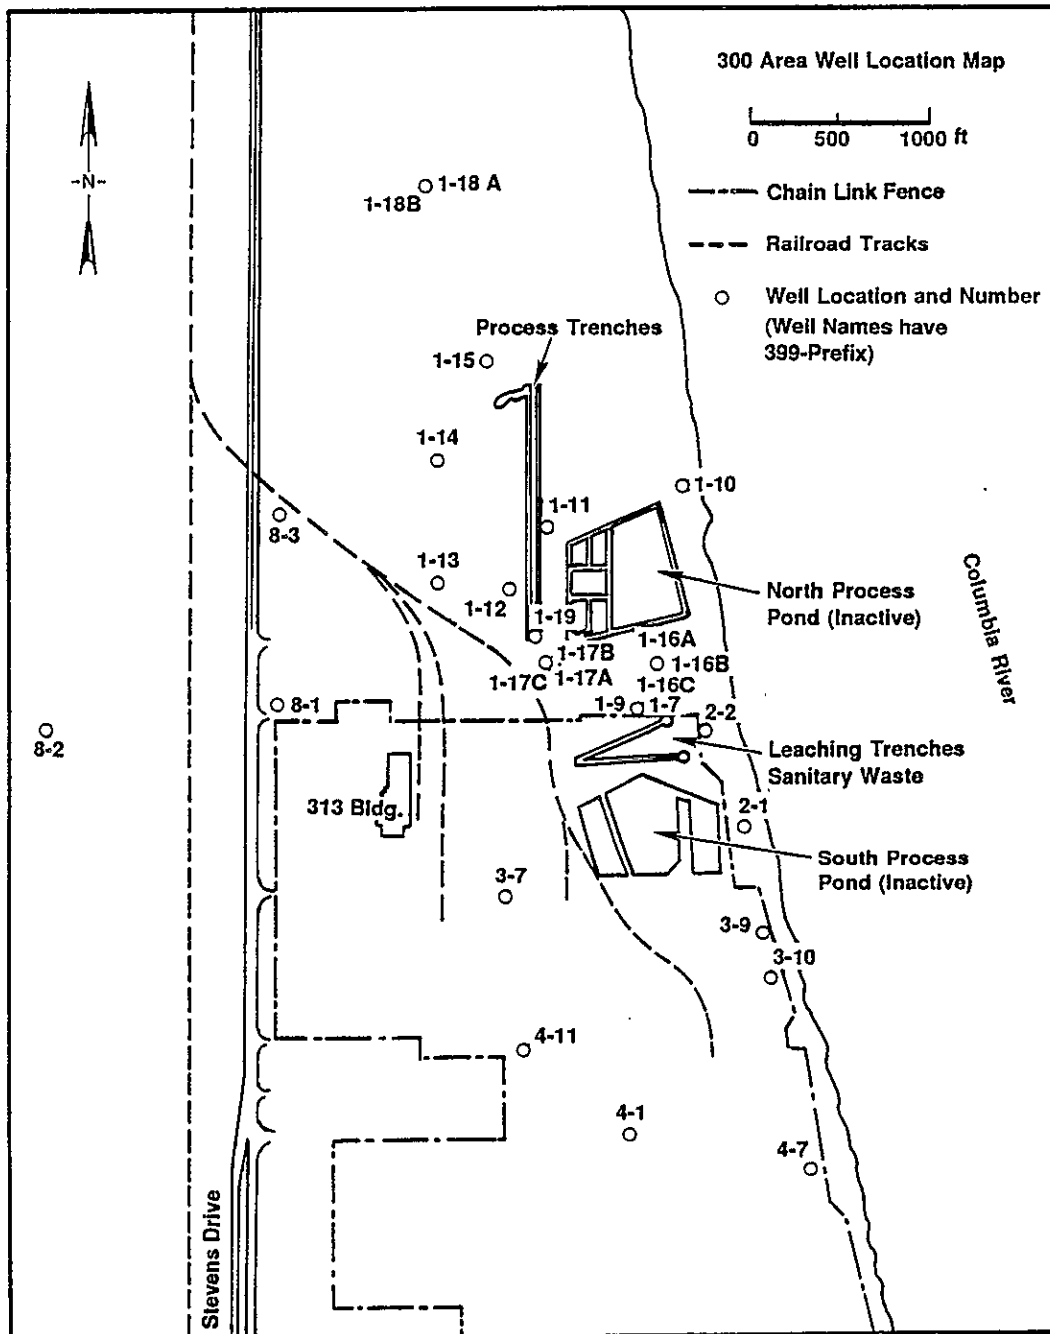 300 Area Well Location Map
0 500 1000 ft
-N-
Chain Link Fence
Railroad Tracks
Well Location and Number
(Well Names have
399-Prefix)
1-18 A
1-18B
Process Trenches
1-15
1-14
1-10
1-11
8-3
1-13
1-12
North Process
Pond (Inactive)
Columbia River
1-19
1-16A
1-17B
1-16B
1-17C
1-17A
1-16C
8-1
1-9
1-7
2-2
8-2
Leaching Trenches
Sanitary Waste
313 Bldg.
2-1
South Process
Pond (Inactive)
3-7
3-9
3-10
4-11
4-1
4-7
Stevens Drive